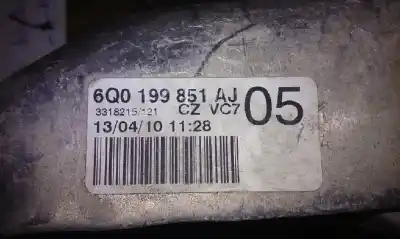 6Q0 199 851 AJ 05
3318215/121 CZ VC7
13/04/10 11:28